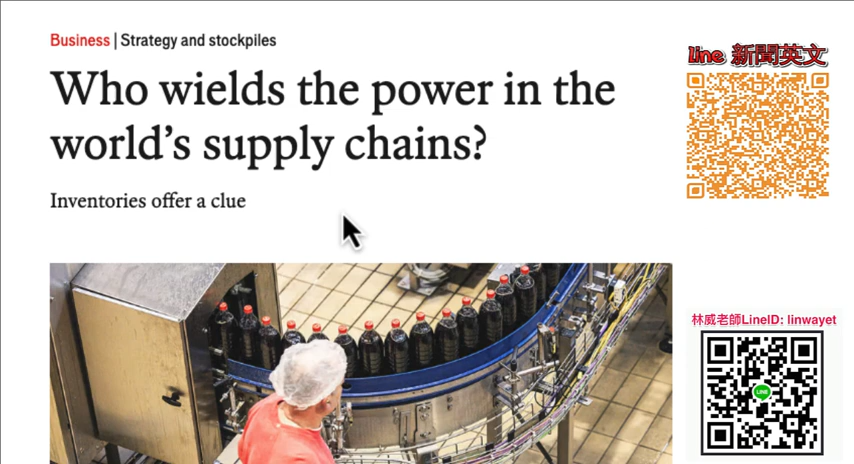 Business | Strategy and stockpiles
Who wields the power in the
world's supply chains?
Inventories offer a clue
line 新聞英文
林威老師LineID: linwayet
LINE